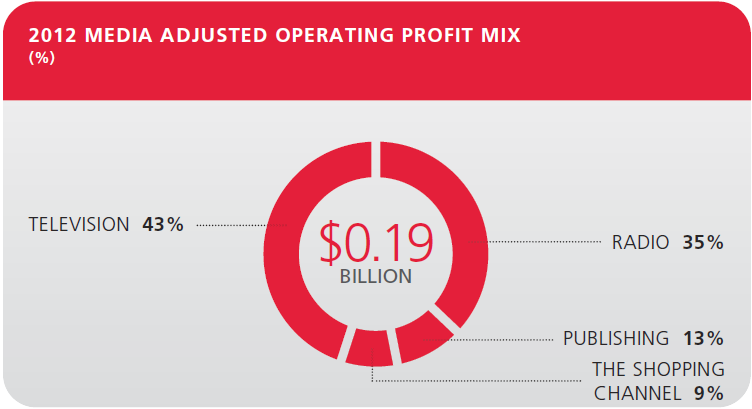 2012 MEDIA ADJUSTED OPERATING PROFIT MIX
(%)
TELEVISION 43%
$0.19
BILLION
RADIO 35%
PUBLISHING 13%
THE SHOPPING
CHANNEL 9%